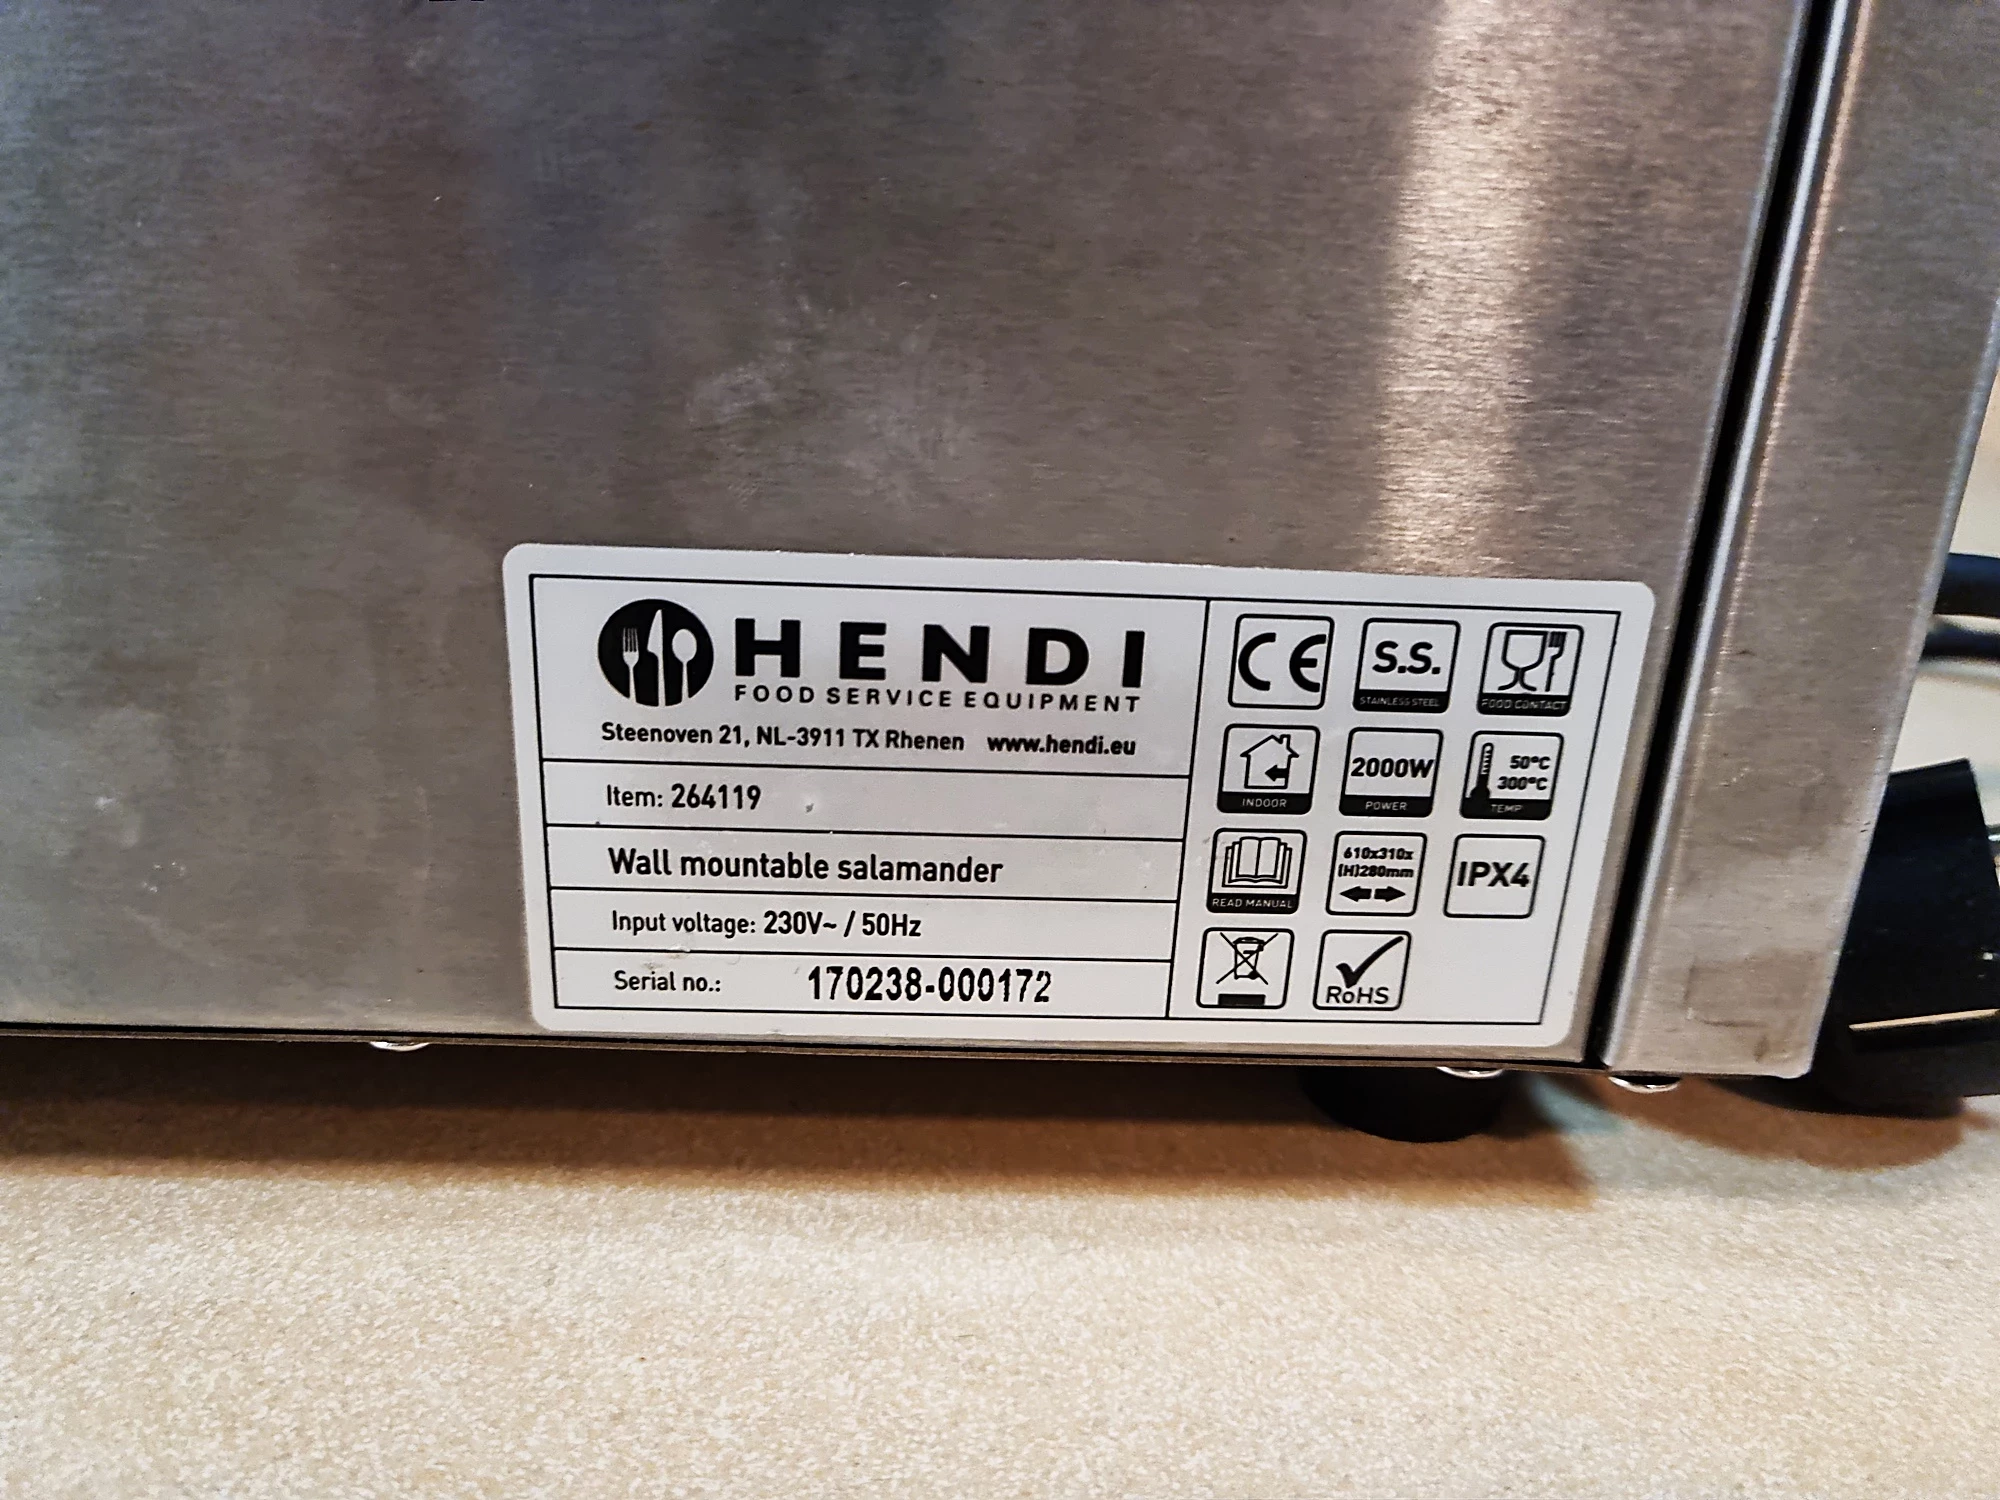 HENDI
FOOD SERVICE EQUIPMENT
Steenoven 21, NL-3911 TX Rhenen www.hendi.eu
Item: 264119
Wall mountable salamander
Input voltage: 230V~ / 50Hz
Serial no.: 170238-000172
CE
S.S.
STAINLESS STEEL
FOOD CONTACT
INDOOR
2000W
POWER
50°C
300°C
TEMP
READ MANUAL
610x310x
(H)280mm
IPX4
RoHS